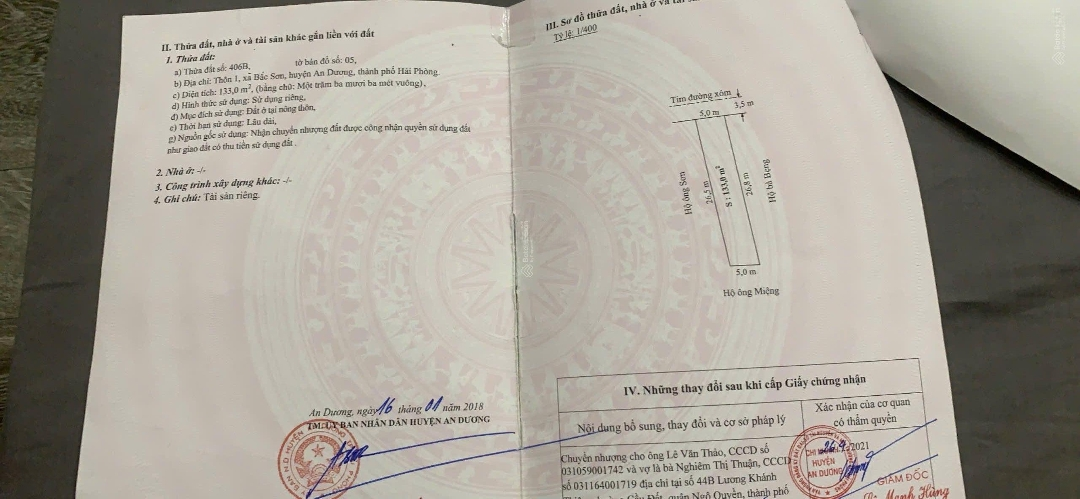 II. Thửa đất, nhà ở và tài sản khác gắn liền với đất
1. Thửa đất:
a) Thửa đất số: 406B, tờ bản đồ số: 05,
b) Địa chỉ: Thôn 1, xã Bắc Sơn, huyện An Dương, thành phố Hải Phòng.
c) Diện tích: 133,0 m², (bằng chữ: Một trăm ba mươi ba mét vuông),
d) Hình thức sử dụng: Sử dụng riêng,
đ) Mục đích sử dụng: Đất ở tại nông thôn,
e) Thời hạn sử dụng: Lâu dài,
g) Nguồn gốc sử dụng: Nhận chuyển nhượng đất được công nhận quyền sử dụng đất
như giao đất có thu tiền sử dụng đất.
2. Nhà ở: -/-
3. Công trình xây dựng khác: -/-
4. Ghi chú: Tài sản riêng.
An Dương, ngày 16 tháng 01 năm 2018
TM. ỦY BAN NHÂN DÂN HUYỆN AN DƯƠNG
III. Sơ đồ thửa đất, nhà ở và tài
Tỷ lệ: 1/400
Tim đường xóm
5,0 m
3,5 m
Hộ ông Sơn
26,5 m
S : 133,0 m²
26,8 m
Hộ bà Bọng
5,0 m
Hộ ông Miệng
IV. Những thay đổi sau khi cấp Giấy chứng nhận
Nội dung bổ sung, thay đổi và cơ sở pháp lý
Xác nhận của cơ quan
có thẩm quyền
Chuyển nhượng cho ông Lê Văn Thảo, CCCD số
031059001742 và vợ là bà Nghiêm Thị Thuận, CCCD
số 031164001719 địa chỉ tại số 44B Lương Khánh
quận Ngô Quyền, thành phố
26.9.2021
HUYỆN
AN DƯƠNG
GIÁM ĐỐC
Mạnh Hùng